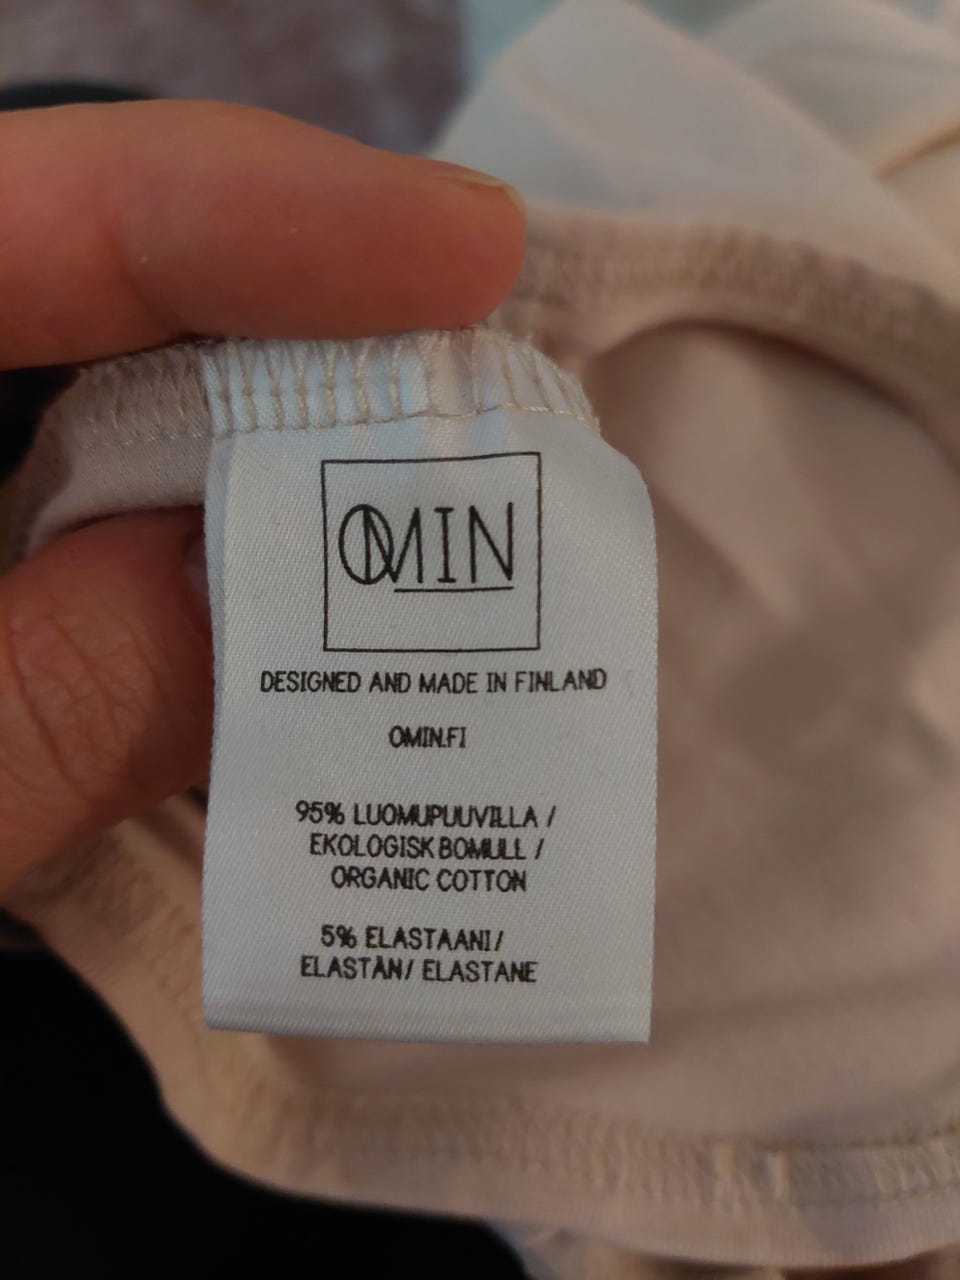 OMIN
DESIGNED AND MADE IN FINLAND
OMIN.FI
95% LUOMUPUUVILLA /
EKOLOGISK BOMULL /
ORGANIC COTTON
5% ELASTAANI /
ELASTAN / ELASTANE